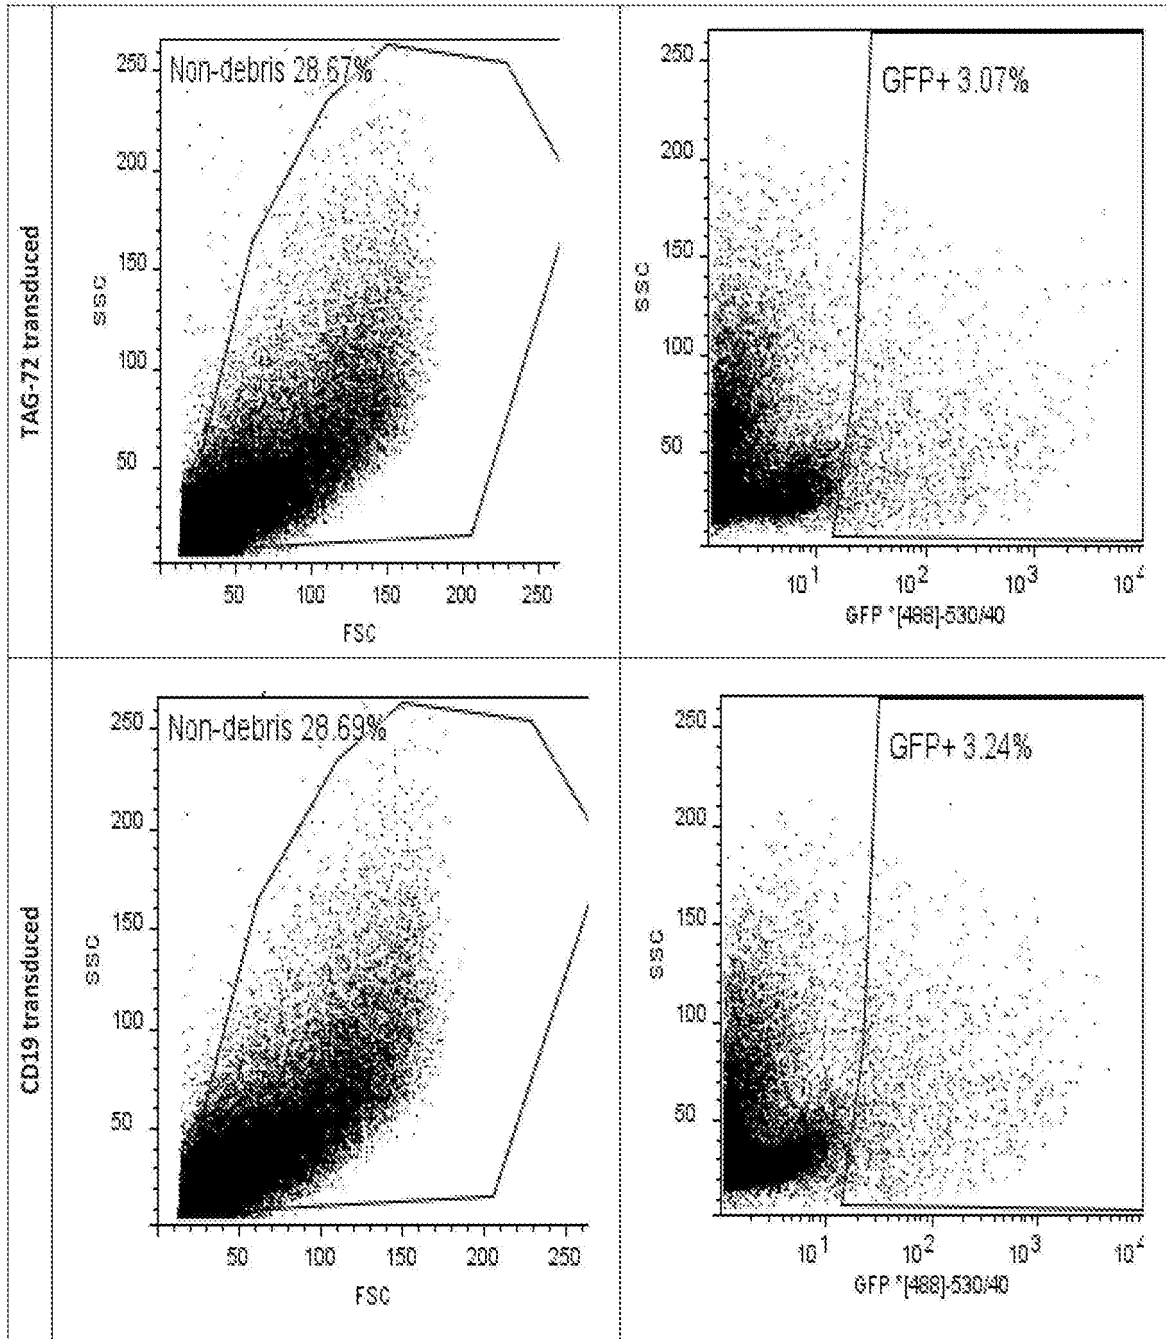 TAG-72 transduced
Non-debris 28.67%
250
200
150
100
50
SSC
50 100 150 200 250
FSC
GFP+ 3.07%
250
200
150
100
50
SSC
10^1 10^2 10^3 10^4
GFP *[488]-530/40
CD19 transduced
Non-debris 28.69%
250
200
150
100
50
SSC
50 100 150 200 250
FSC
GFP+ 3.24%
250
200
150
100
50
SSC
10^1 10^2 10^3 10^4
GFP *[488]-530/40